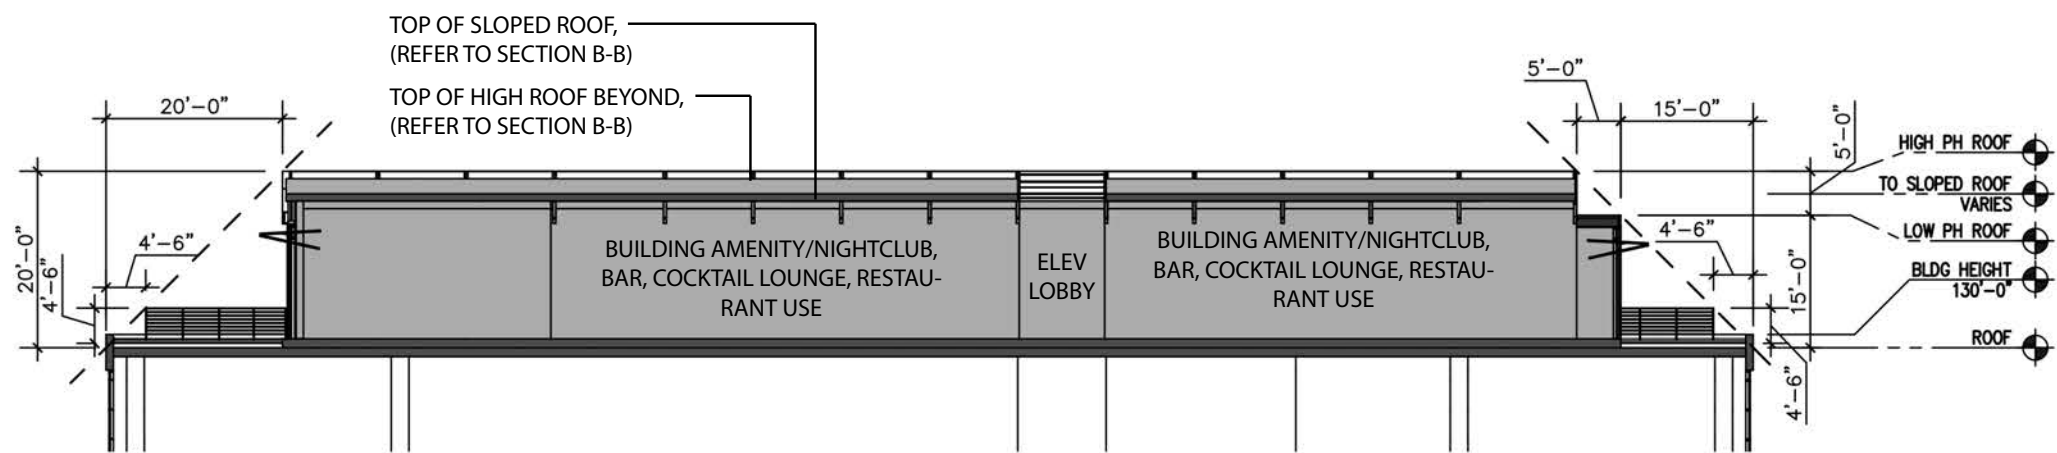 TOP OF SLOPED ROOF,
(REFER TO SECTION B-B)
TOP OF HIGH ROOF BEYOND,
(REFER TO SECTION B-B)
20'-0"
20'-0"
4'-6"
4'-6"
BUILDING AMENITY/NIGHTCLUB,
BAR, COCKTAIL LOUNGE, RESTAU-
RANT USE
ELEV
LOBBY
BUILDING AMENITY/NIGHTCLUB,
BAR, COCKTAIL LOUNGE, RESTAU-
RANT USE
5'-0"
15'-0"
5'-0"
4'-6"
15'-0"
4'-6"
HIGH PH ROOF
TO SLOPED ROOF
VARIES
LOW PH ROOF
BLDG HEIGHT
130'-0"
ROOF